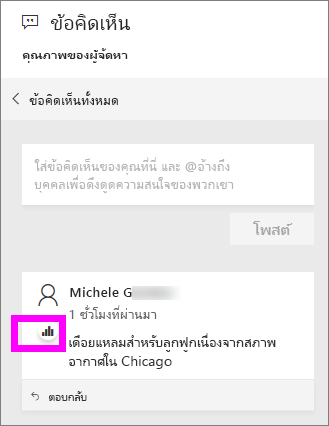 ข้อคิดเห็น
คุณภาพของผู้จัดหา
ข้อคิดเห็นทั้งหมด
ใส่ข้อคิดเห็นของคุณที่นี่ และ @อ้างถึง
บุคคลเพื่อดึงดูดความสนใจของพวกเขา
โพสต์
Michele G
1 ชั่วโมงที่ผ่านมา
เดือยแหลมสำหรับลูกฟูกเนื่องจากสภาพ
อากาศใน Chicago
ตอบกลับ